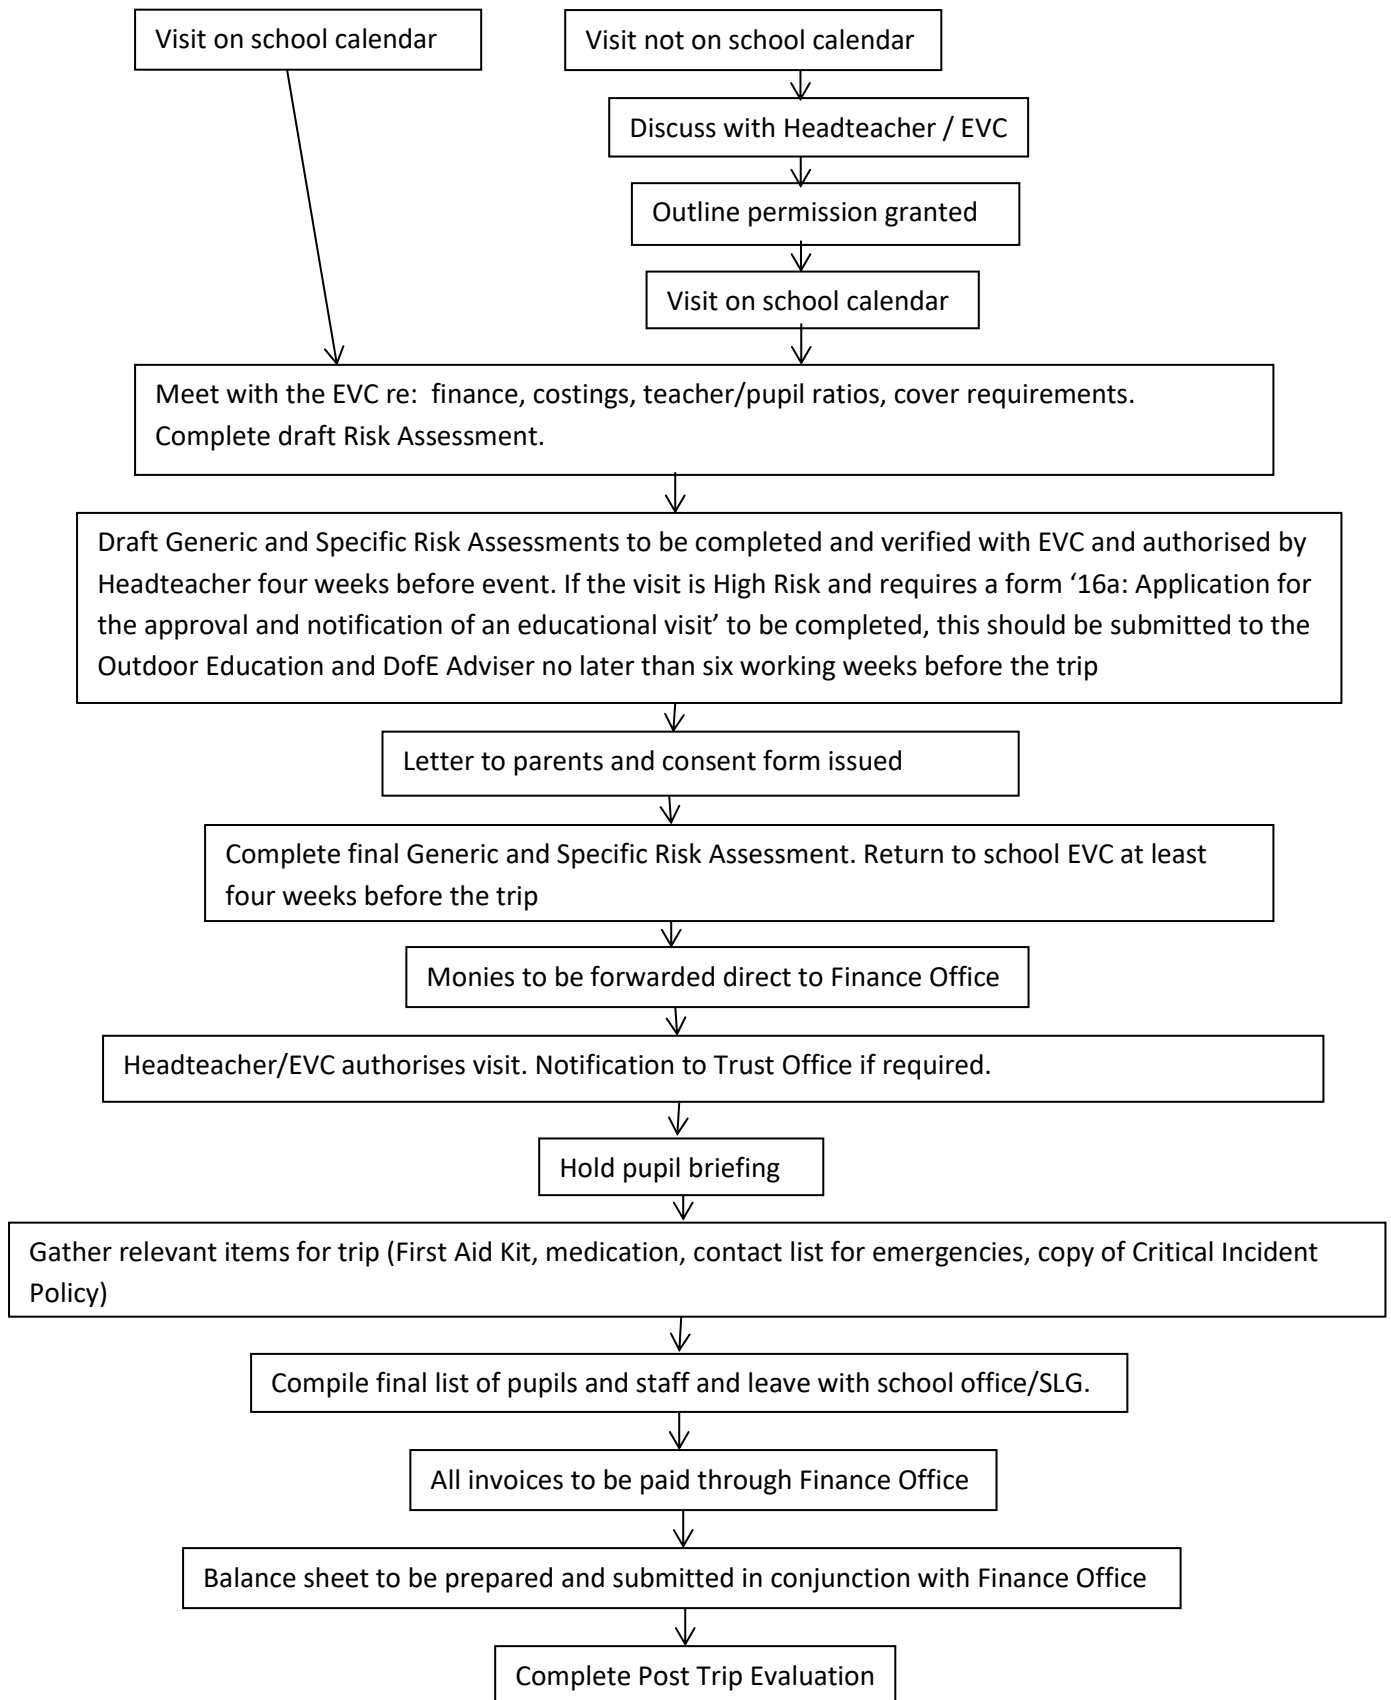 Visit on school calendar
Visit not on school calendar
Discuss with Headteacher / EVC
Outline permission granted
Visit on school calendar
Meet with the EVC re:  finance, costings, teacher/pupil ratios, cover requirements.
Complete draft Risk Assessment.
Draft Generic and Specific Risk Assessments to be completed and verified with EVC and authorised by
Headteacher four weeks before event. If the visit is High Risk and requires a form ‘16a: Application for
the approval and notification of an educational visit’ to be completed, this should be submitted to the
Outdoor Education and DofE Adviser no later than six working weeks before the trip
Letter to parents and consent form issued
Complete final Generic and Specific Risk Assessment. Return to school EVC at least
four weeks before the trip
Monies to be forwarded direct to Finance Office
Headteacher/EVC authorises visit. Notification to Trust Office if required.
Hold pupil briefing
Gather relevant items for trip (First Aid Kit, medication, contact list for emergencies, copy of Critical Incident
Policy)
Compile final list of pupils and staff and leave with school office/SLG.
All invoices to be paid through Finance Office
Balance sheet to be prepared and submitted in conjunction with Finance Office
Complete Post Trip Evaluation